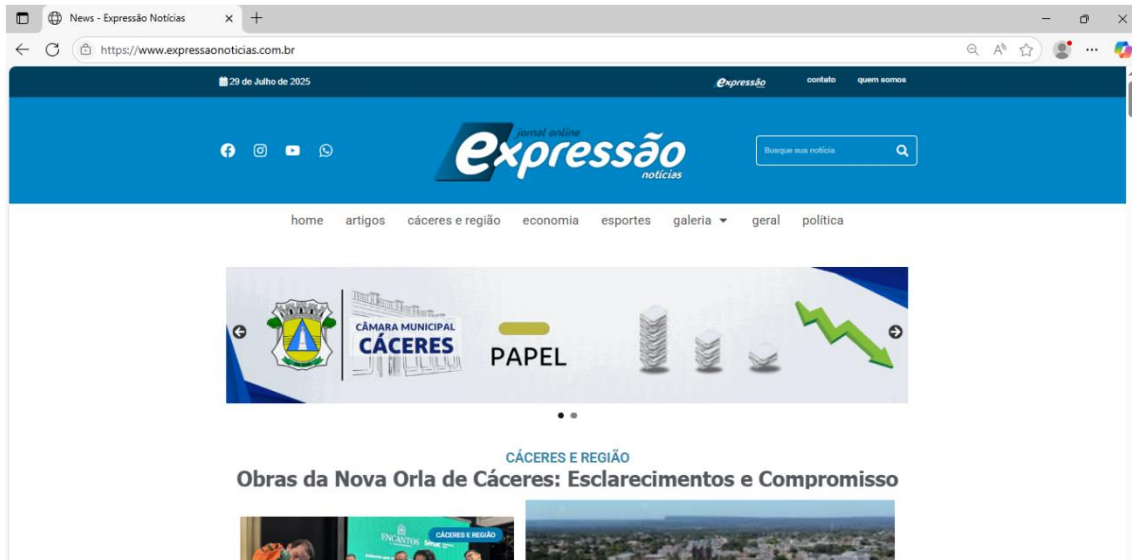 News - Expressão Notícias
https://www.expressaonoticias.com.br
29 de Julho de 2025
expressão
contato
quem somos
jornal online
expressão
notícias
Busque sua notícia
home artigos cáceres e região economia esportes galeria geral política
CÂMARA MUNICIPAL
CÁCERES
PAPEL
CÁCERES E REGIÃO
Obras da Nova Orla de Cáceres: Esclarecimentos e Compromisso
ENCANTOS
CÁCERES E REGIÃO